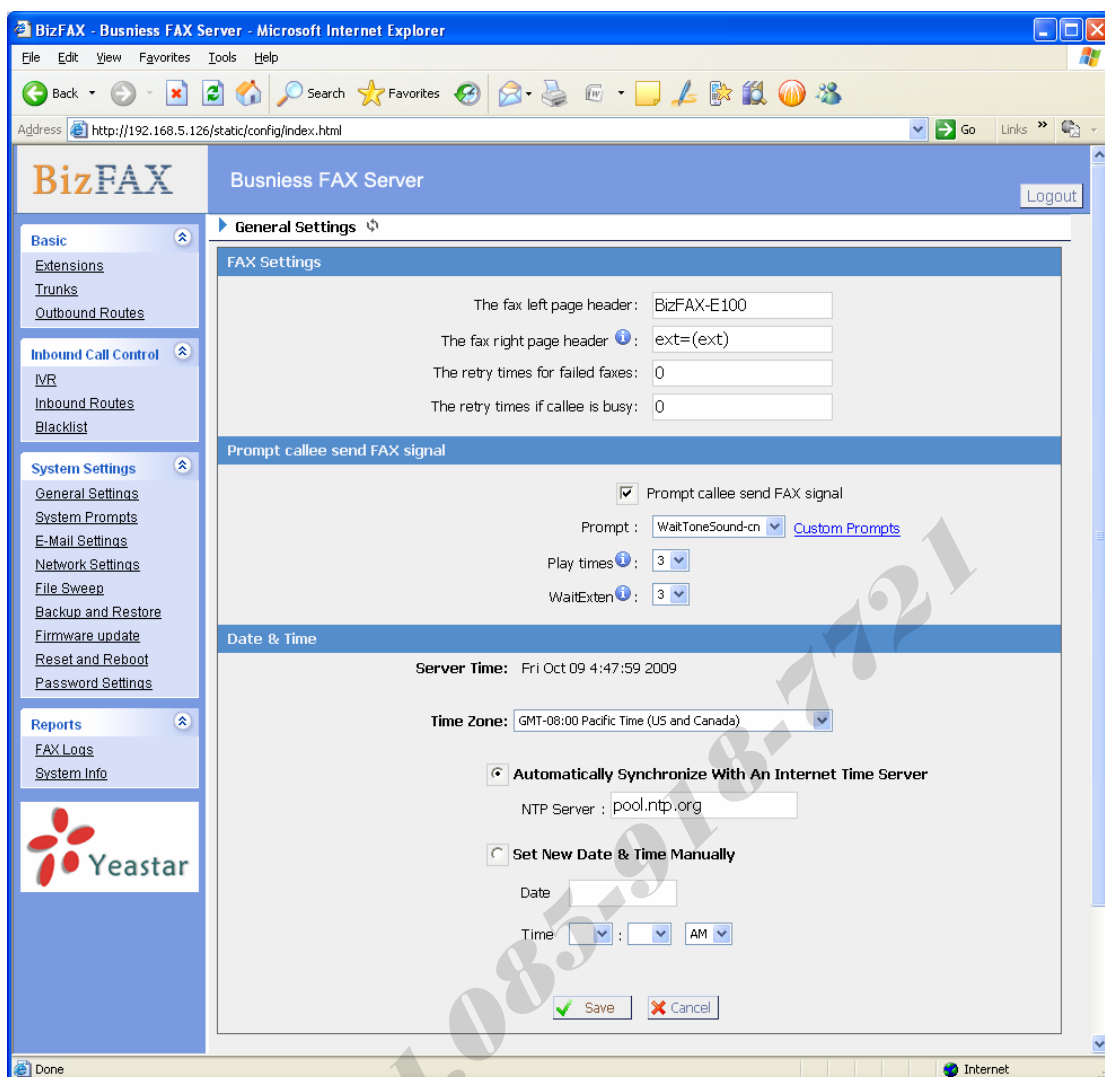 BizFAX - Busniess FAX Server - Microsoft Internet Explorer
File Edit View Favorites Tools Help
Back Search Favorites
Address http://192.168.5.126/static/config/index.html Go Links »
BizFAX Busniess FAX Server
Logout
General Settings
Basic
Extensions
Trunks
Outbound Routes
Inbound Call Control
IVR
Inbound Routes
Blacklist
System Settings
General Settings
System Prompts
E-Mail Settings
Network Settings
File Sweep
Backup and Restore
Firmware update
Reset and Reboot
Password Settings
Reports
FAX Logs
System Info
Yeastar
FAX Settings
The fax left page header: BizFAX-E100
The fax right page header : ext=(ext)
The retry times for failed faxes: 0
The retry times if callee is busy: 0
Prompt callee send FAX signal
Prompt callee send FAX signal
Prompt : WaitToneSound-cn Custom Prompts
Play times : 3
WaitExten : 3
Date & Time
Server Time: Fri Oct 09 4:47:59 2009
Time Zone: GMT-08:00 Pacific Time (US and Canada)
Automatically Synchronize With An Internet Time Server
NTP Server : pool.ntp.org
Set New Date & Time Manually
Date
Time : AM
Save Cancel
Done Internet
.085-918-7721